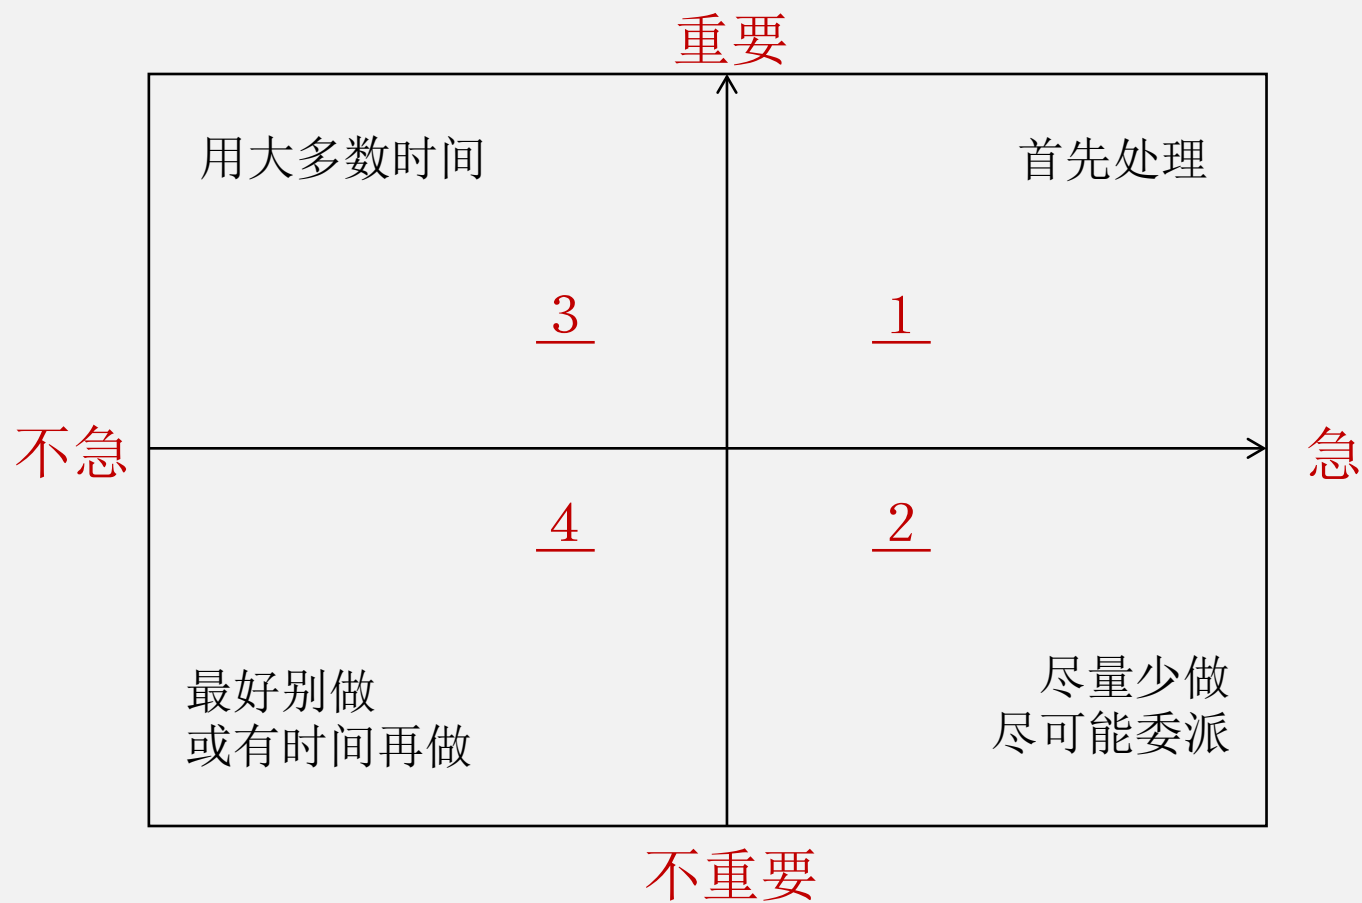 重要
用大多数时间
首先处理
3
1
不急
急
4
2
最好别做
或有时间再做
尽量少做
尽可能委派
不重要